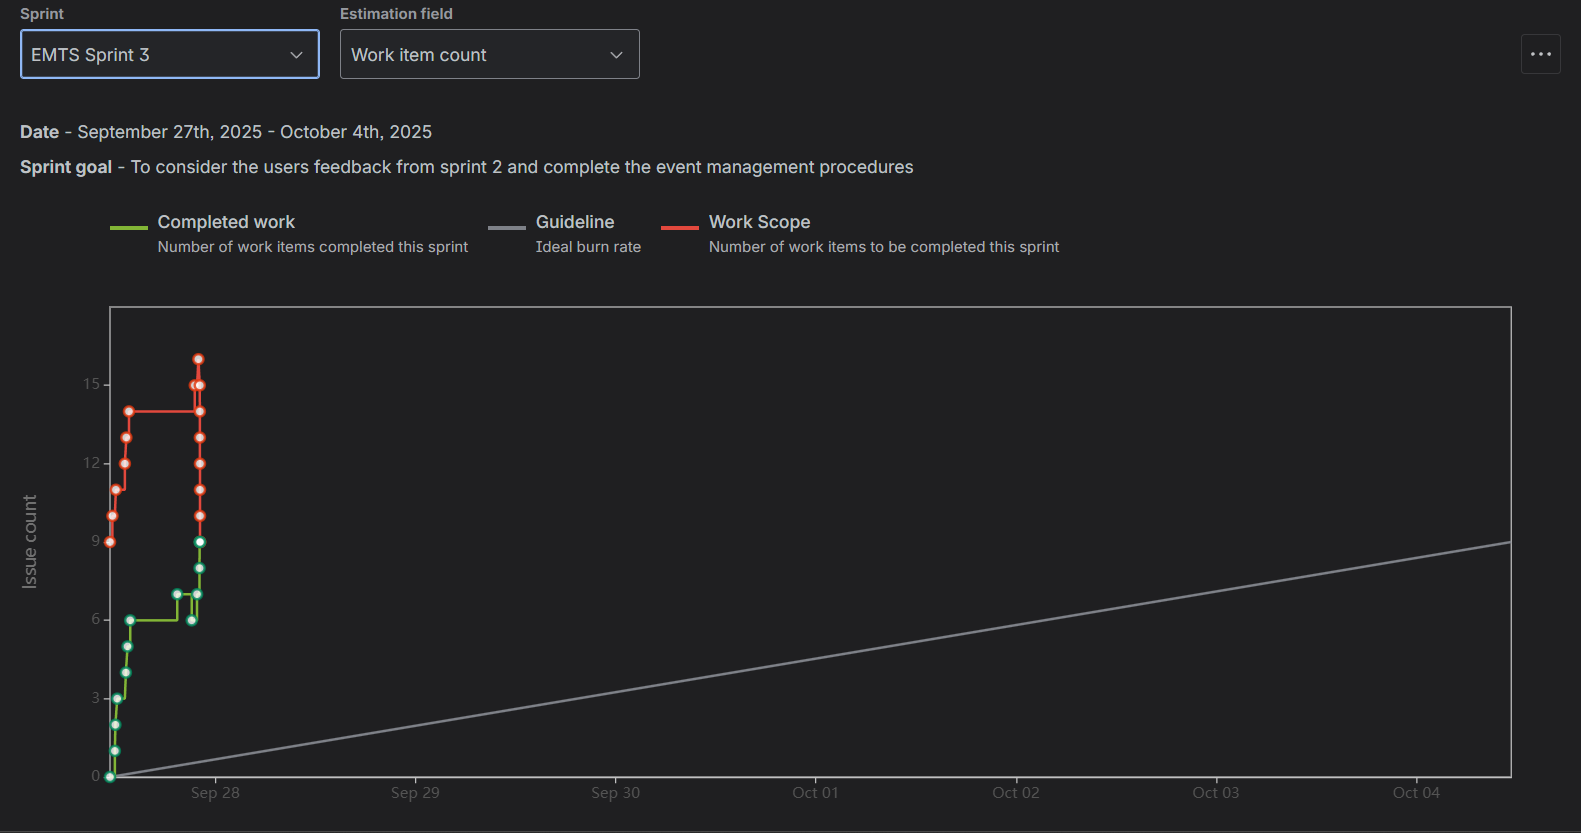 Sprint
Estimation field
EMTS Sprint 3
Work item count
Date - September 27th, 2025 - October 4th, 2025
Sprint goal - To consider the users feedback from sprint 2 and complete the event management procedures
Completed work
Number of work items completed this sprint
Guideline
Ideal burn rate
Work Scope
Number of work items to be completed this sprint
Issue count
15
12
9
6
3
0
Sep 28
Sep 29
Sep 30
Oct 01
Oct 02
Oct 03
Oct 04